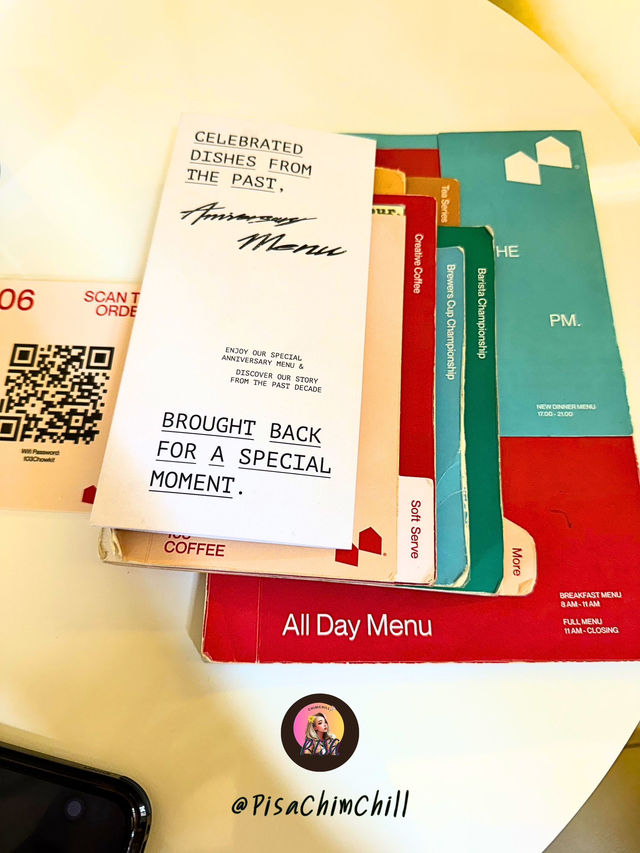 CELEBRATED
DISHES FROM
THE PAST,
Anniversary
Menu
ENJOY OUR SPECIAL
ANNIVERSARY MENU &
DISCOVER OUR STORY
FROM THE PAST DECADE
BROUGHT BACK
FOR A SPECIAL
MOMENT.
06
SCAN T
ORDE
Wifi Password:
103Chowkit
COFFEE
our.
Tea Series
Creative Coffee
Brewers Cup Championship
Barista Championship
Soft Serve
More
HE
PM.
NEW DINNER MENU
17:00 - 21:00
All Day Menu
BREAKFAST MENU
8 AM - 11 AM
FULL MENU
11 AM - CLOSING
@PisaChimChill